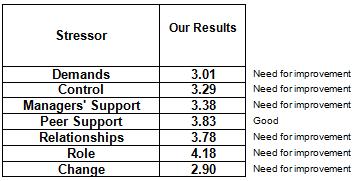 Stressor Our Results
Demands 3.01 Need for improvement
Control 3.29 Need for improvement
Managers' Support 3.38 Need for improvement
Peer Support 3.83 Good
Relationships 3.78 Need for improvement
Role 4.18 Need for improvement
Change 2.90 Need for improvement